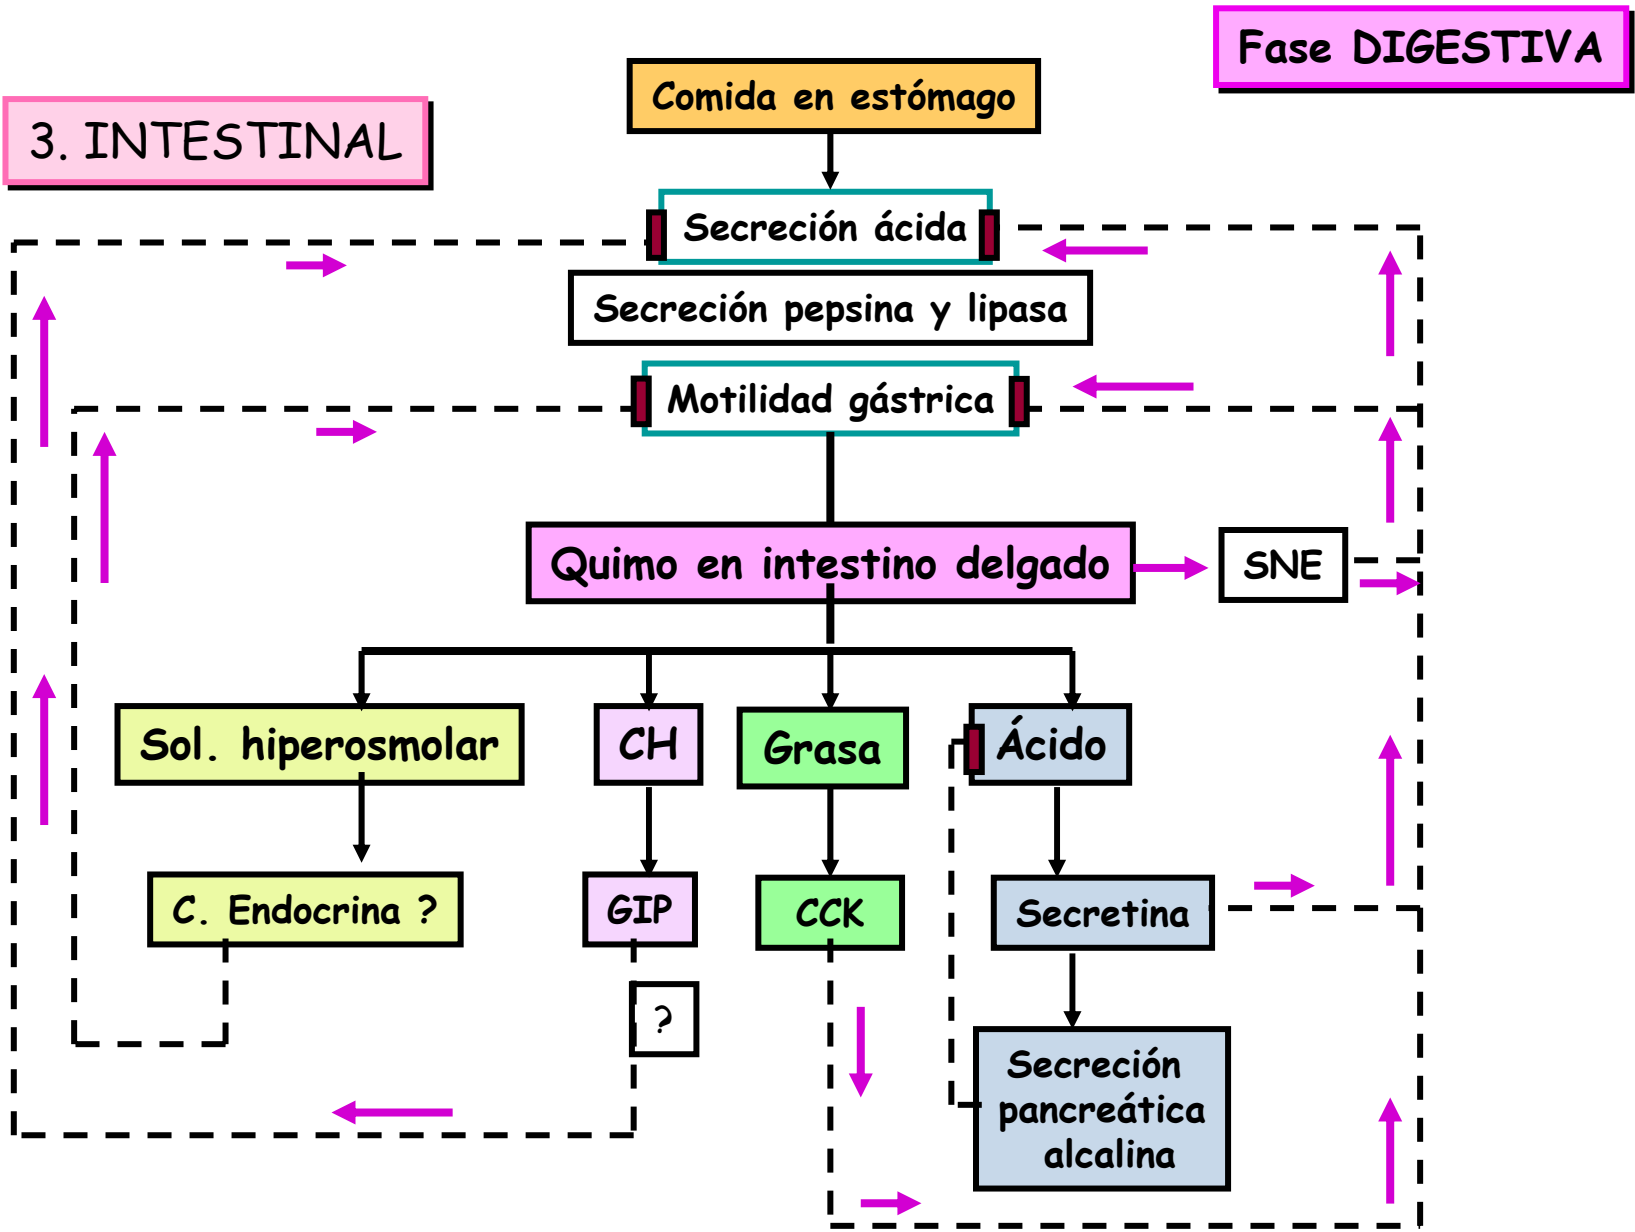 Fase DIGESTIVA
Comida en estómago
3. INTESTINAL
Secreción ácida
Secreción pepsina y lipasa
Motilidad gástrica
Quimo en intestino delgado
SNE
Sol. hiperosmolar
CH
Grasa
Ácido
C. Endocrina ?
GIP
CCK
Secretina
?
Secreción
pancreática
alcalina